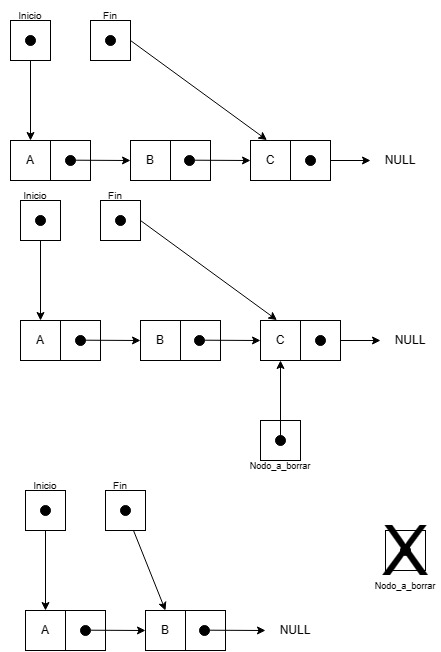 Inicio Fin
A B C NULL
Inicio Fin
A B C NULL
Nodo_a_borrar
Inicio Fin
Nodo_a_borrar
A B NULL